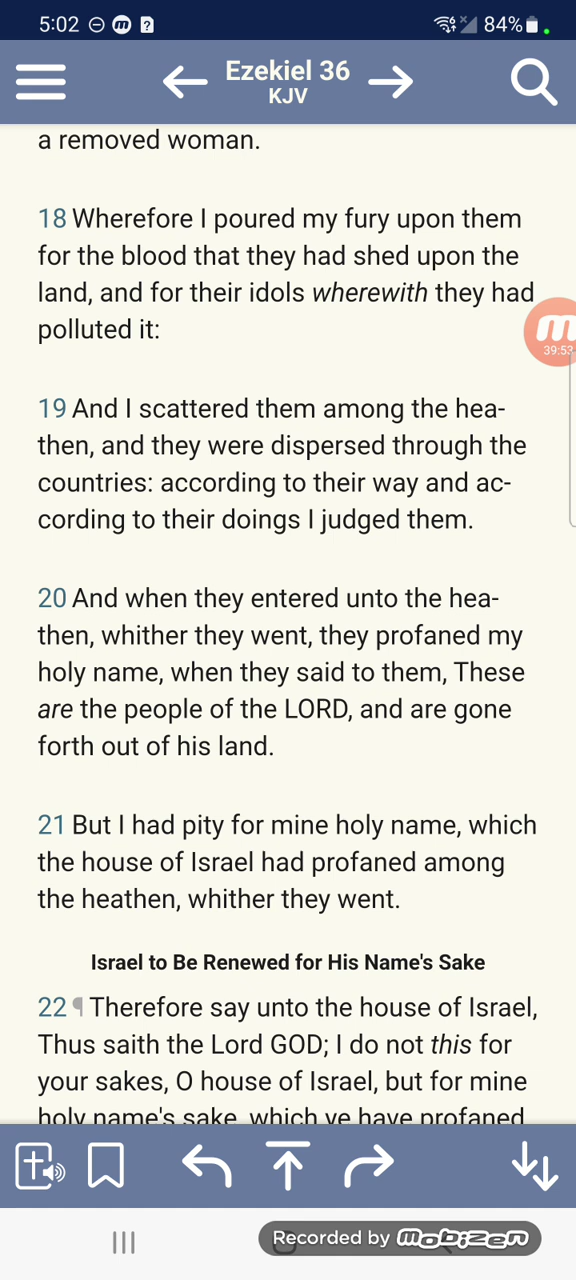 5:02
84%
Ezekiel 36
KJV
a removed woman.
18 Wherefore I poured my fury upon them
for the blood that they had shed upon the
land, and for their idols wherewith they had
polluted it:
39:53
19 And I scattered them among the hea-
then, and they were dispersed through the
countries: according to their way and ac-
cording to their doings I judged them.
20 And when they entered unto the hea-
then, whither they went, they profaned my
holy name, when they said to them, These
are the people of the LORD, and are gone
forth out of his land.
21 But I had pity for mine holy name, which
the house of Israel had profaned among
the heathen, whither they went.
Israel to Be Renewed for His Name's Sake
22 ¶ Therefore say unto the house of Israel,
Thus saith the Lord GOD; I do not this for
your sakes, O house of Israel, but for mine
holy name's sake, which ye have profaned
Recorded by Mobizen